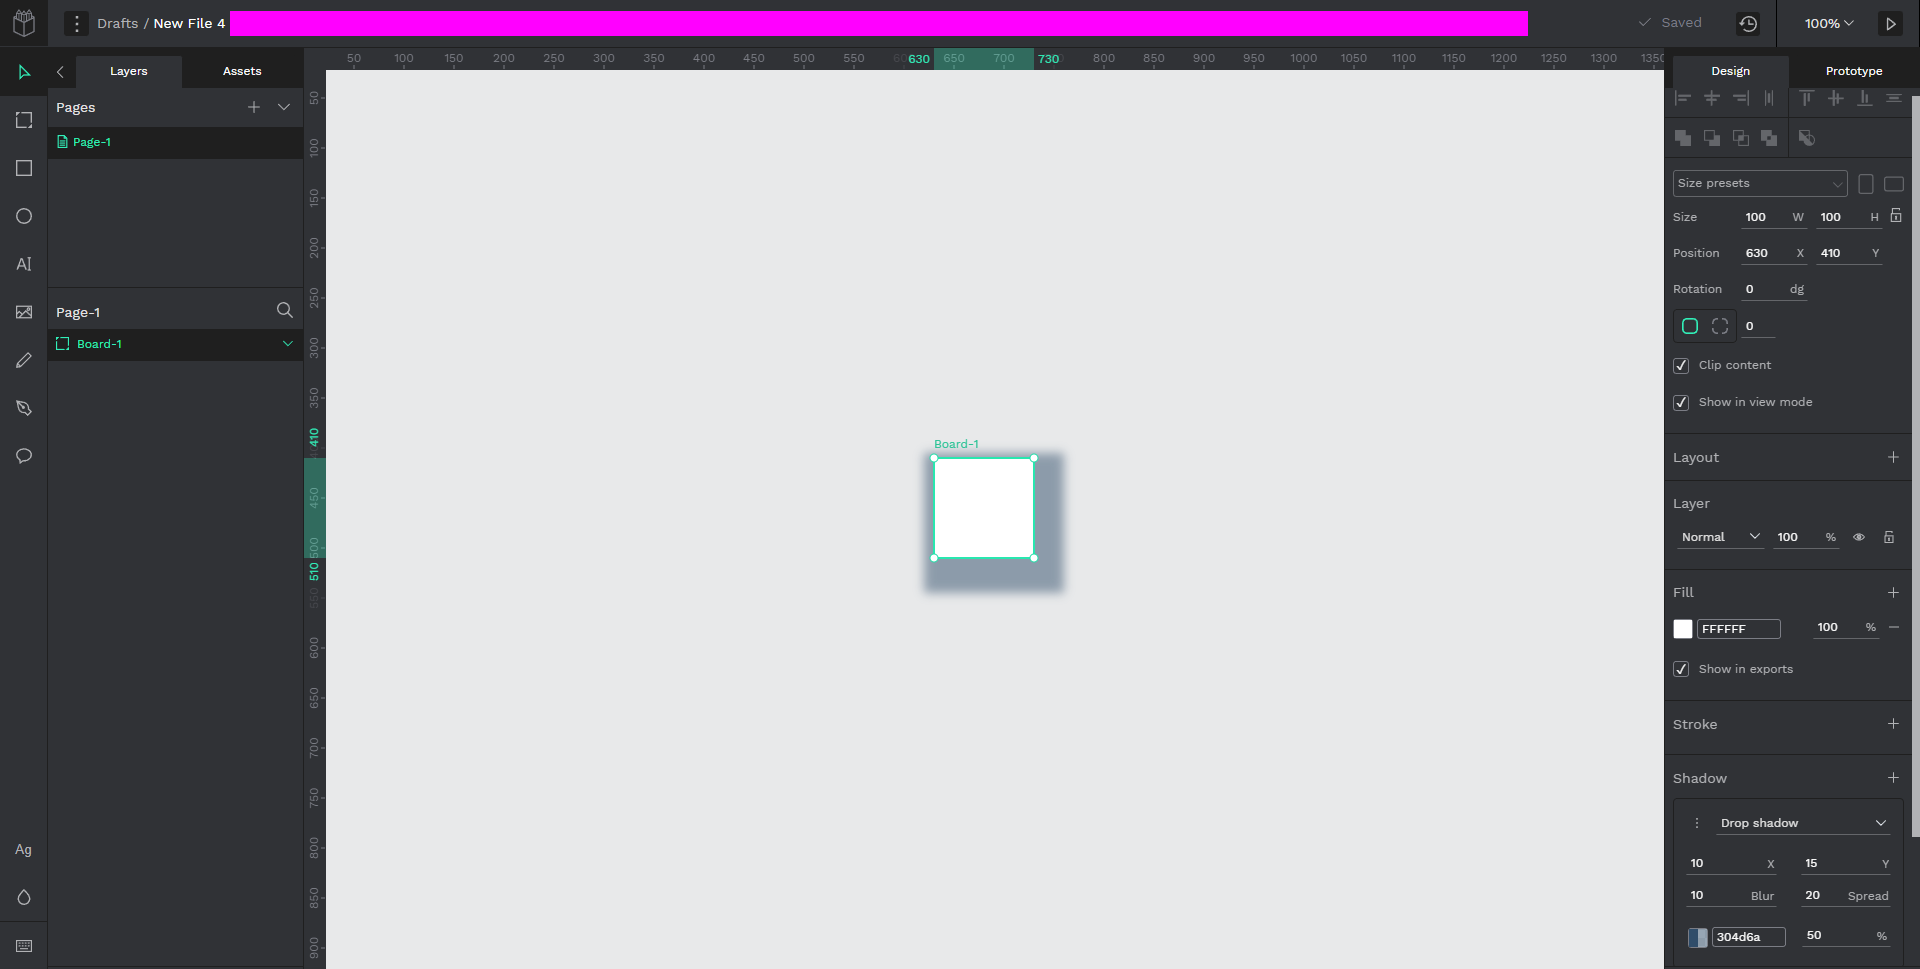 Drafts / New File 4
Saved
100%
Layers
Assets
Pages
Page-1
Page-1
Board-1
50 100 150 200 250 300 350 400 450 500 550 630 650 700 730 800 850 900 950 1000 1050 1100 1150 1200 1250 1300 1350
50
100
150
200
250
300
350
410
450
500
510
550
600
650
700
750
800
850
900
Board-1
Ag
Design
Prototype
Size presets
Size 100 W 100 H
Position 630 X 410 Y
Rotation 0 dg
0
Clip content
Show in view mode
Layout
Layer
Normal 100 %
Fill
FFFFFF 100 %
Show in exports
Stroke
Shadow
Drop shadow
10 X 15 Y
10 Blur 20 Spread
304d6a 50 %